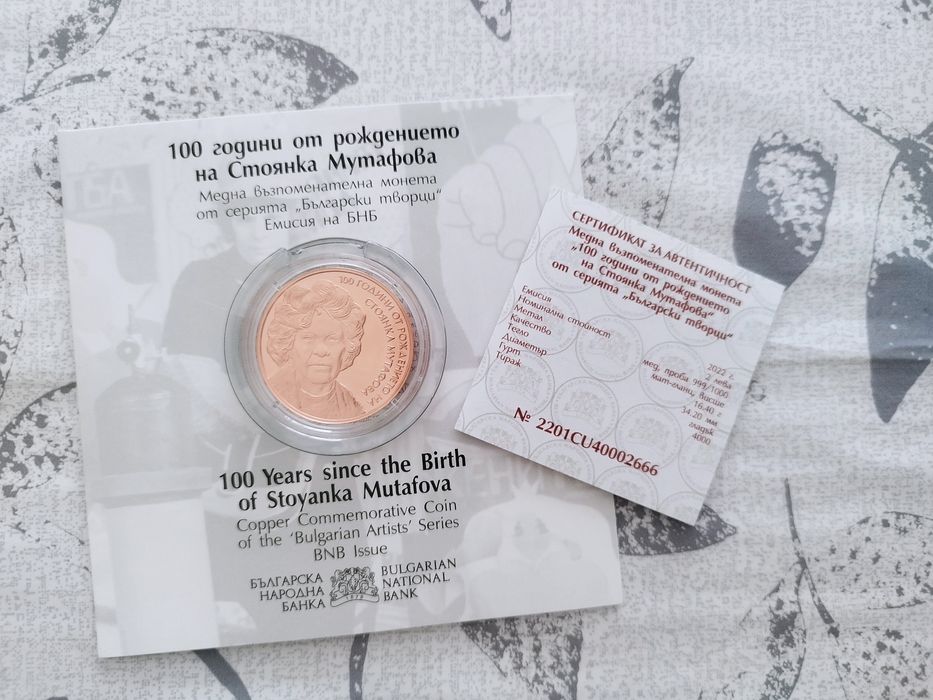 100 години от рождението
на Стоянка Мутафова
Медна възпоменателна монета
от серията „Български творци“
Емисия на БНБ
100 ГОДИНИ ОТ РОЖДЕНИЕТО НА
СТОЯНКА МУТАФОВА
100 Years since the Birth
of Stoyanka Mutafova
Copper Commemorative Coin
of the 'Bulgarian Artists' Series
BNB Issue
БЪЛГАРСКА
НАРОДНА
БАНКА
BULGARIAN
NATIONAL
BANK
СЕРТИФИКАТ ЗА АВТЕНТИЧНОСТ
Медна възпоменателна монета
„100 години от рождението
на Стоянка Мутафова“
от серията „Български творци“
Емисия 2022 г.
Номинална стойност 2 лева
Метал мед, проба 999/1000
Качество мат-гланц, висше
Тегло 16.40 г
Диаметър 34.20 мм
Гурт гладък
Тираж 4000
№ 2201CU40002666